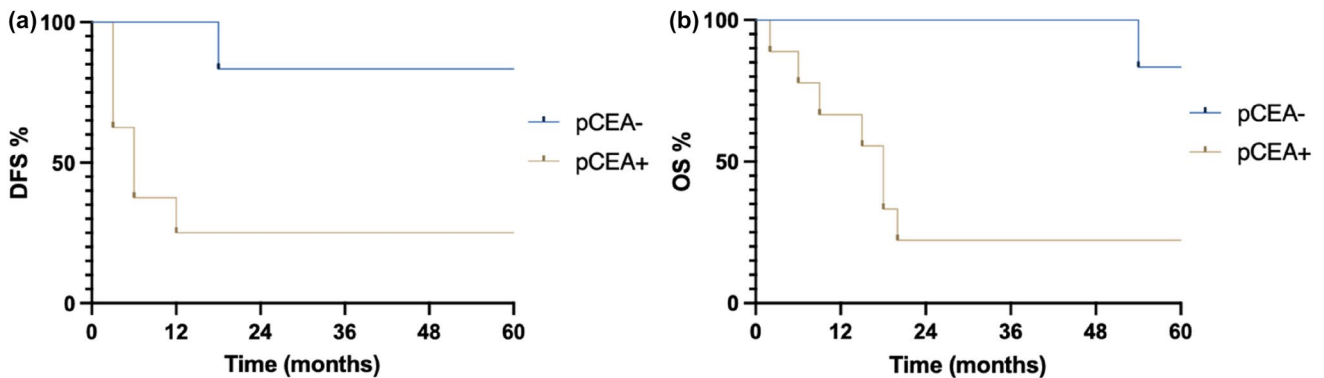 (a)
100
50
0
DFS %
0 12 24 36 48 60
Time (months)
pCEA-
pCEA+
(b)
100
50
0
OS %
0 12 24 36 48 60
Time (months)
pCEA-
pCEA+